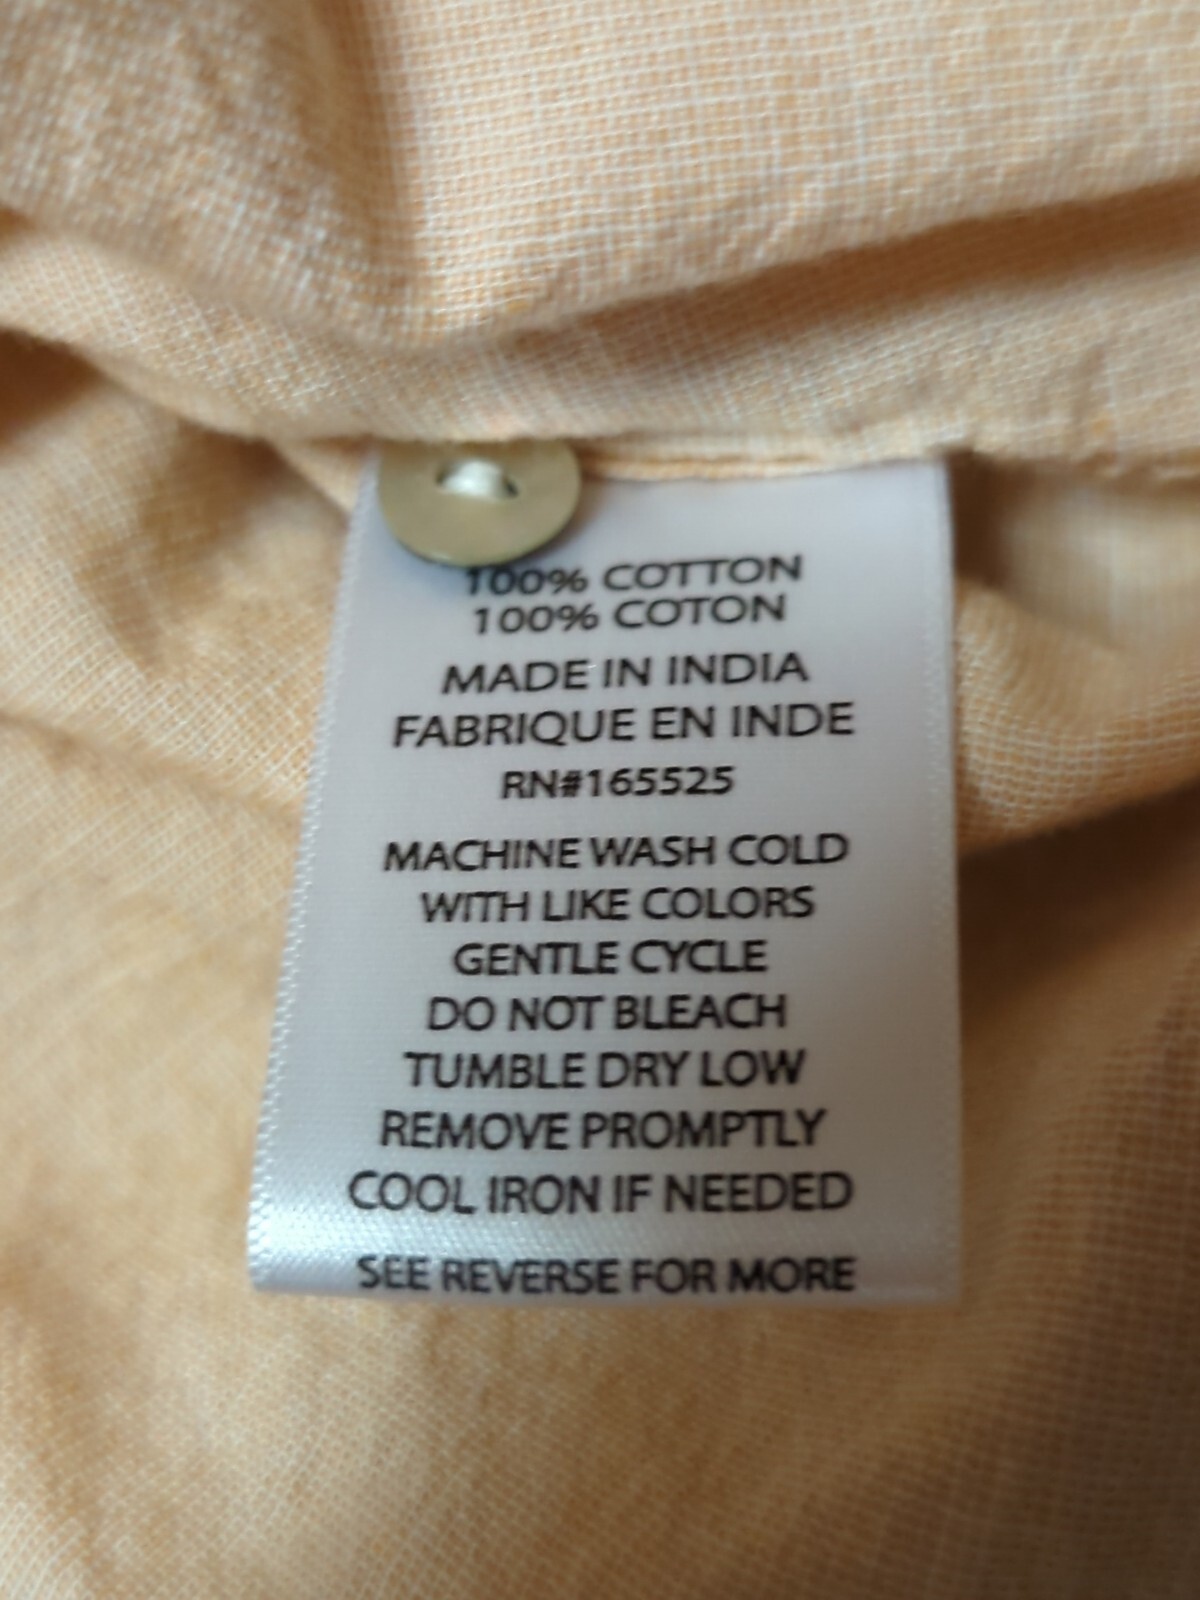 100% COTTON
100% COTON
MADE IN INDIA
FABRIQUE EN INDE
RN#165525
MACHINE WASH COLD
WITH LIKE COLORS
GENTLE CYCLE
DO NOT BLEACH
TUMBLE DRY LOW
REMOVE PROMPTLY
COOL IRON IF NEEDED
SEE REVERSE FOR MORE